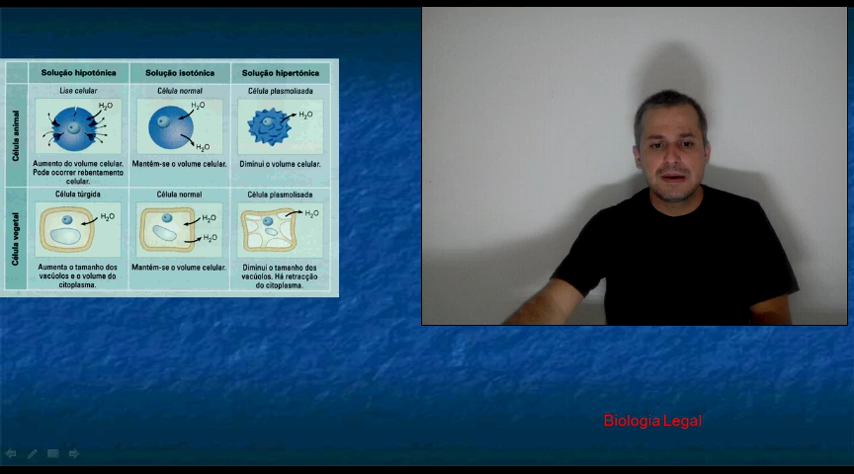 Solução hipotónica
Solução isotónica
Solução hipertónica
Célula animal
Lise celular
H₂O
Aumento do volume celular.
Pode ocorrer rebentamento
celular.
Célula normal
H₂O
H₂O
Mantém-se o volume celular.
Célula plasmolisada
H₂O
Diminui o volume celular.
Célula vegetal
Célula túrgida
H₂O
Aumenta o tamanho dos
vacúolos e o volume do
citoplasma.
Célula normal
H₂O
H₂O
Mantém-se o volume celular.
Célula plasmolisada
H₂O
Diminui o tamanho dos
vacúolos. Há retracção
do citoplasma.
Biologia Legal